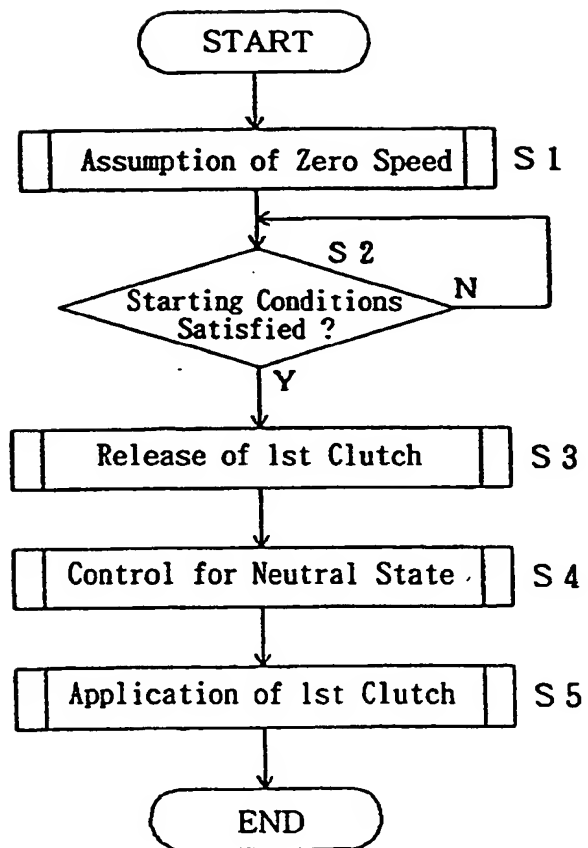 START
Assumption of Zero Speed
S 1
S 2
Starting Conditions
Satisfied ?
N
Y
Release of 1st Clutch
S 3
Control for Neutral State
S 4
Application of 1st Clutch
S 5
END